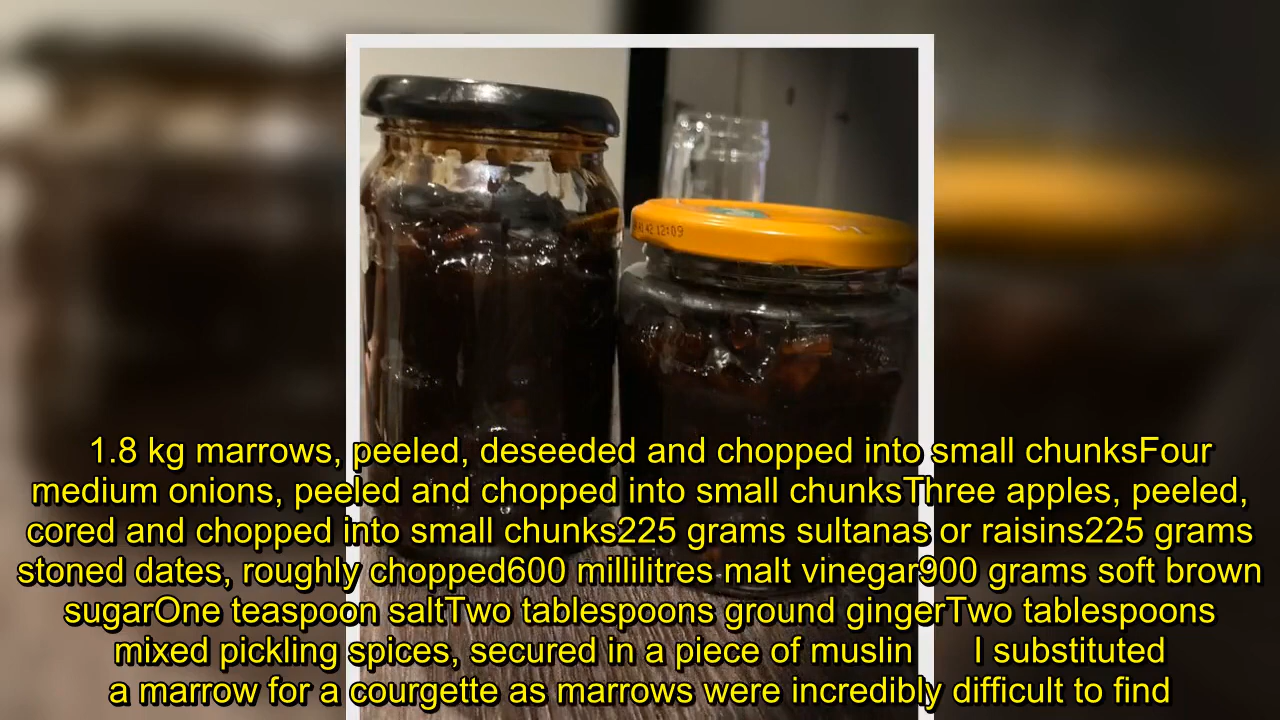 42 12:09
1.8 kg marrows, peeled, deseeded and chopped into small chunksFour
medium onions, peeled and chopped into small chunksThree apples, peeled,
cored and chopped into small chunks225 grams sultanas or raisins225 grams
stoned dates, roughly chopped600 millilitres malt vinegar900 grams soft brown
sugarOne teaspoon saltTwo tablespoons ground gingerTwo tablespoons
mixed pickling spices, secured in a piece of muslin      I substituted
a marrow for a courgette as marrows were incredibly difficult to find